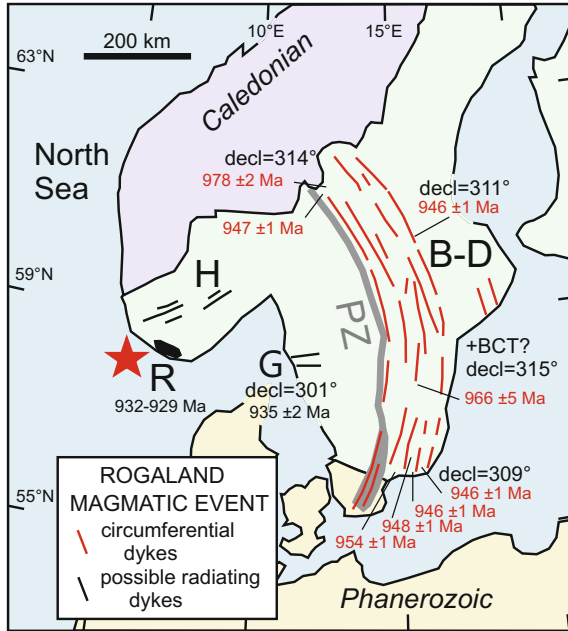 10°E
15°E
200 km
63°N
Caledonian
North
Sea
decl=314°
978 ±2 Ma
947 ±1 Ma
decl=311°
946 ±1 Ma
B-D
59°N
H
PZ
+BCT?
decl=315°
966 ±5 Ma
R
932-929 Ma
G
decl=301°
935 ±2 Ma
decl=309°
946 ±1 Ma
946 ±1 Ma
948 ±1 Ma
954 ±1 Ma
55°N
ROGALAND
MAGMATIC EVENT
circumferential
dykes
possible radiating
dykes
Phanerozoic